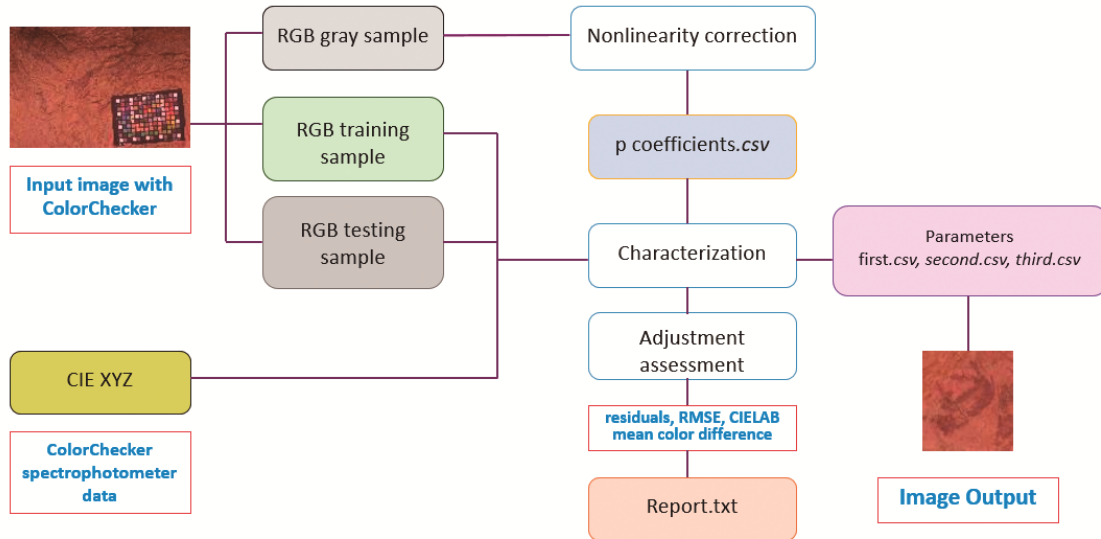 RGB gray sample
Nonlinearity correction
RGB training
sample
p coefficients.csv
Input image with
ColorChecker
RGB testing
sample
Characterization
Parameters
first.csv, second.csv, third.csv
Adjustment
assessment
CIE XYZ
residuals, RMSE, CIELAB
mean color difference
ColorChecker
spectrophotometer
data
Report.txt
Image Output